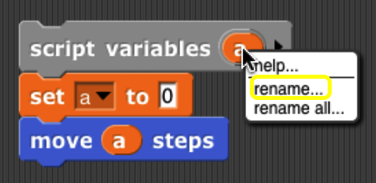 script variables a
help...
set a to 0
rename...
rename all...
move a steps